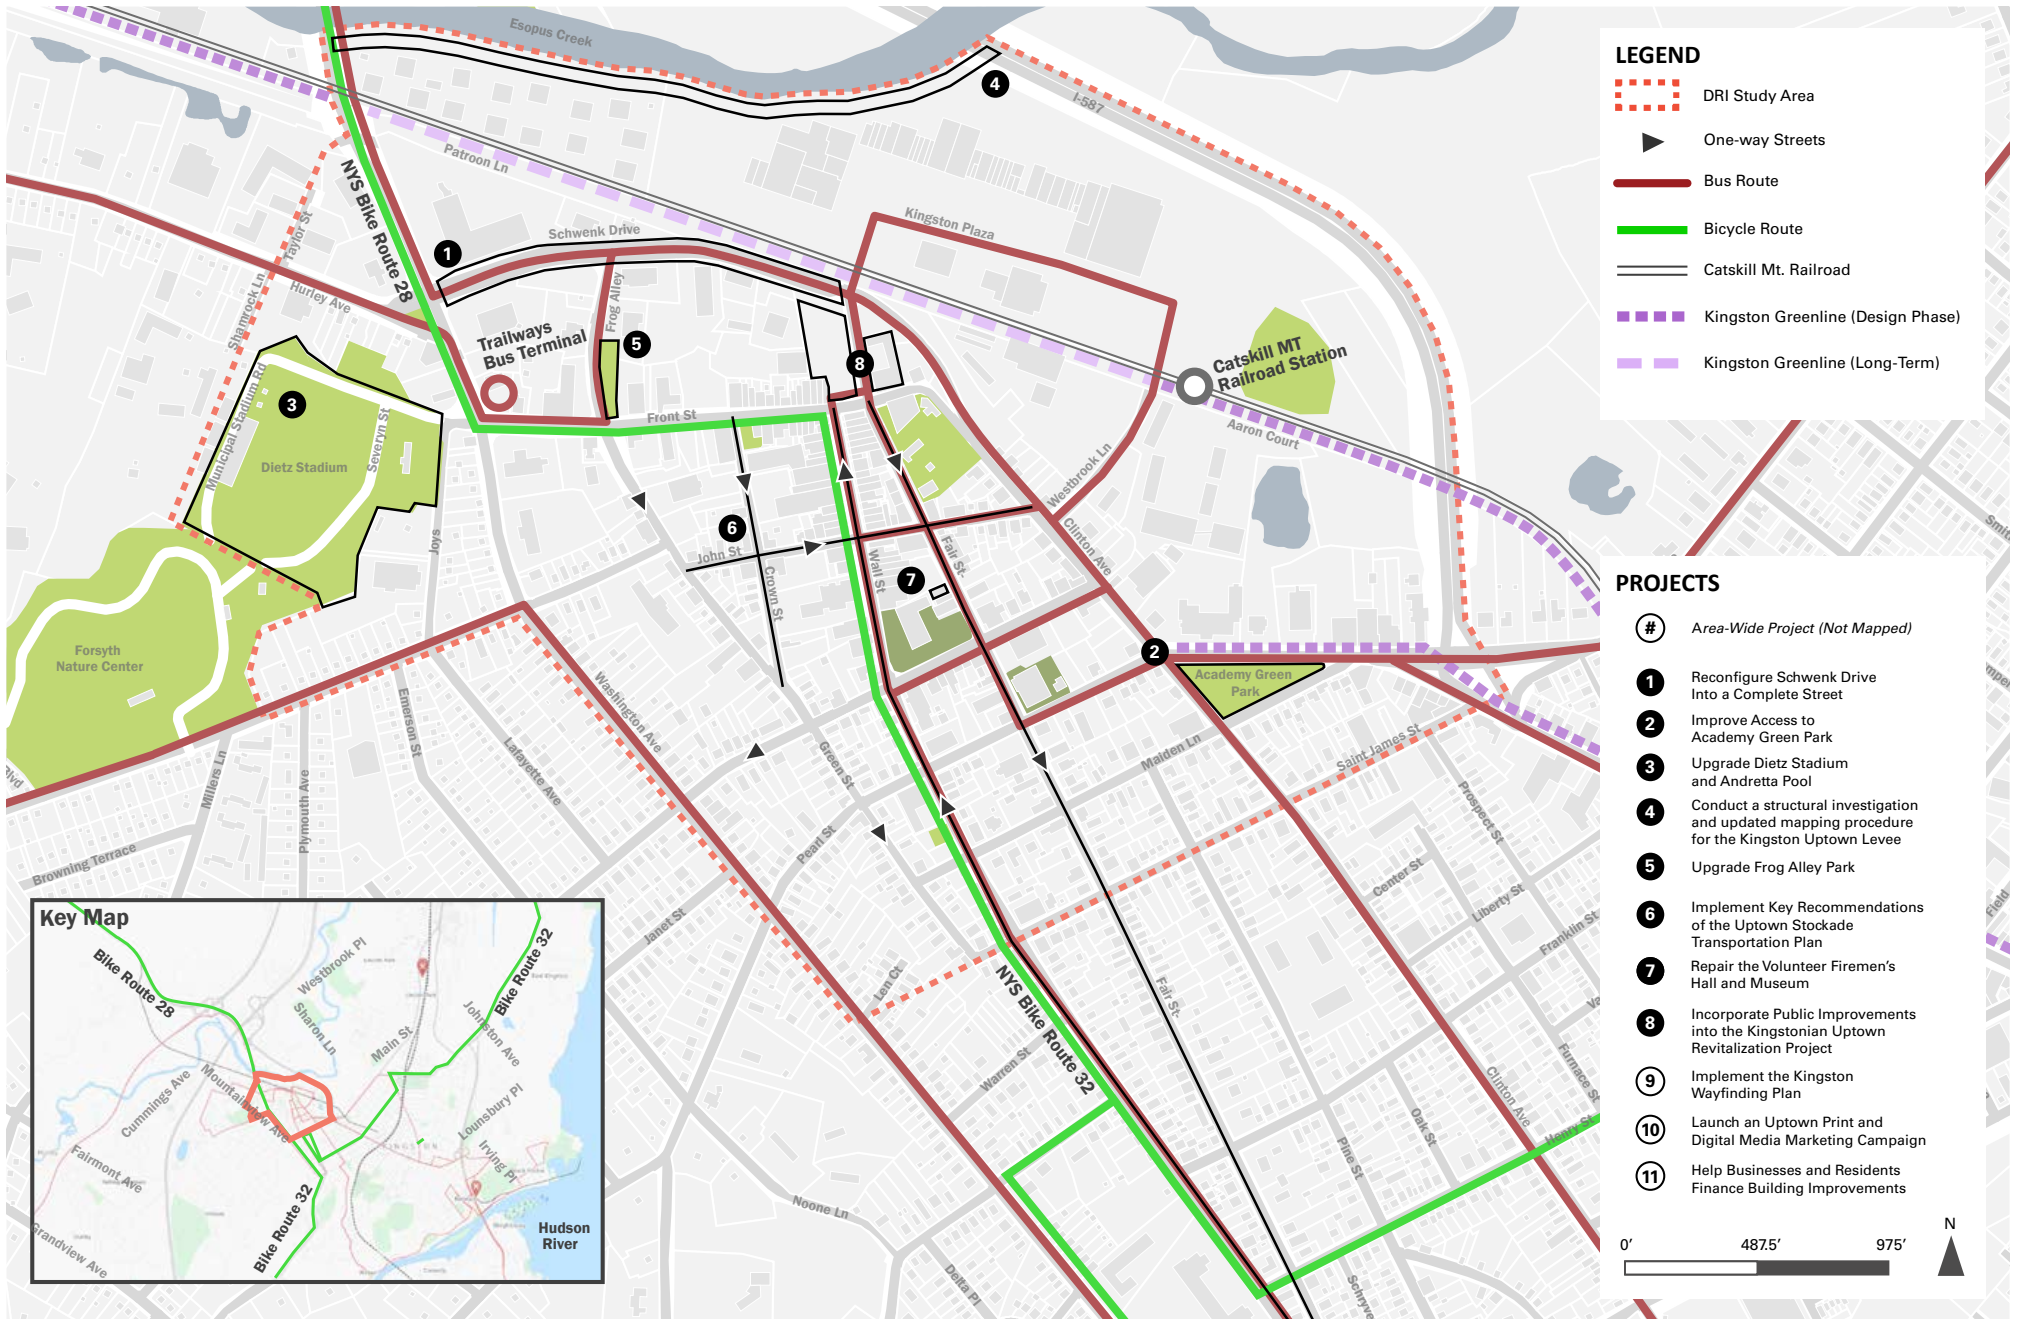 LEGEND
DRI Study Area
One-way Streets
Bus Route
Bicycle Route
Catskill Mt. Railroad
Kingston Greenline (Design Phase)
Kingston Greenline (Long-Term)
PROJECTS
# Area-Wide Project (Not Mapped)
1 Reconfigure Schwenk Drive
Into a Complete Street
2 Improve Access to
Academy Green Park
3 Upgrade Dietz Stadium
and Andretta Pool
4 Conduct a structural investigation
and updated mapping procedure
for the Kingston Uptown Levee
5 Upgrade Frog Alley Park
6 Implement Key Recommendations
of the Uptown Stockade
Transportation Plan
7 Repair the Volunteer Firemen's
Hall and Museum
8 Incorporate Public Improvements
into the Kingstonian Uptown
Revitalization Project
9 Implement the Kingston
Wayfinding Plan
10 Launch an Uptown Print and
Digital Media Marketing Campaign
11 Help Businesses and Residents
Finance Building Improvements
0' 487.5' 975'
N
Esopus Creek
4
I-587
Patroon Ln
NYS Bike Route 28
Taylor St
Shamrock Ln
Hurley Ave
1
Schwenk Drive
Kingston Plaza
Frog Alley
Trailways
Bus Terminal
5
8
Catskill MT
Railroad Station
Aaron Court
Westbrook Ln
3
Municipal Stadium Rd
Dietz Stadium
Severyn St
Front St
6
John St
Crown St
Wall St
Fair St
7
Clinton Ave
Joys
2
Academy Green
Park
Forsyth
Nature Center
Blvd
Millers Ln
Plymouth Ave
Emerson St
Lafayette Ave
Washington Ave
Green St
Pearl St
Janet St
Browning Terrace
Malden Ln
Saint James St
Prospect St
Center St
Liberty St
Franklin St
Len Ct
NYS Bike Route 32
Warren St
Fair St
Clinton Ave
Furnace St
Henry St
Oak St
Pine St
Noone Ln
Delta Pl
Field
Key Map
Bike Route 28
Westbrook Pl
Sharon Ln
Main St
Johnston Ave
Bike Route 32
Cummings Ave
Mountainview Ave
Lounsbury Pl
Irving Pl
Fairmont Ave
Bike Route 32
Hudson
River
Grandview Ave